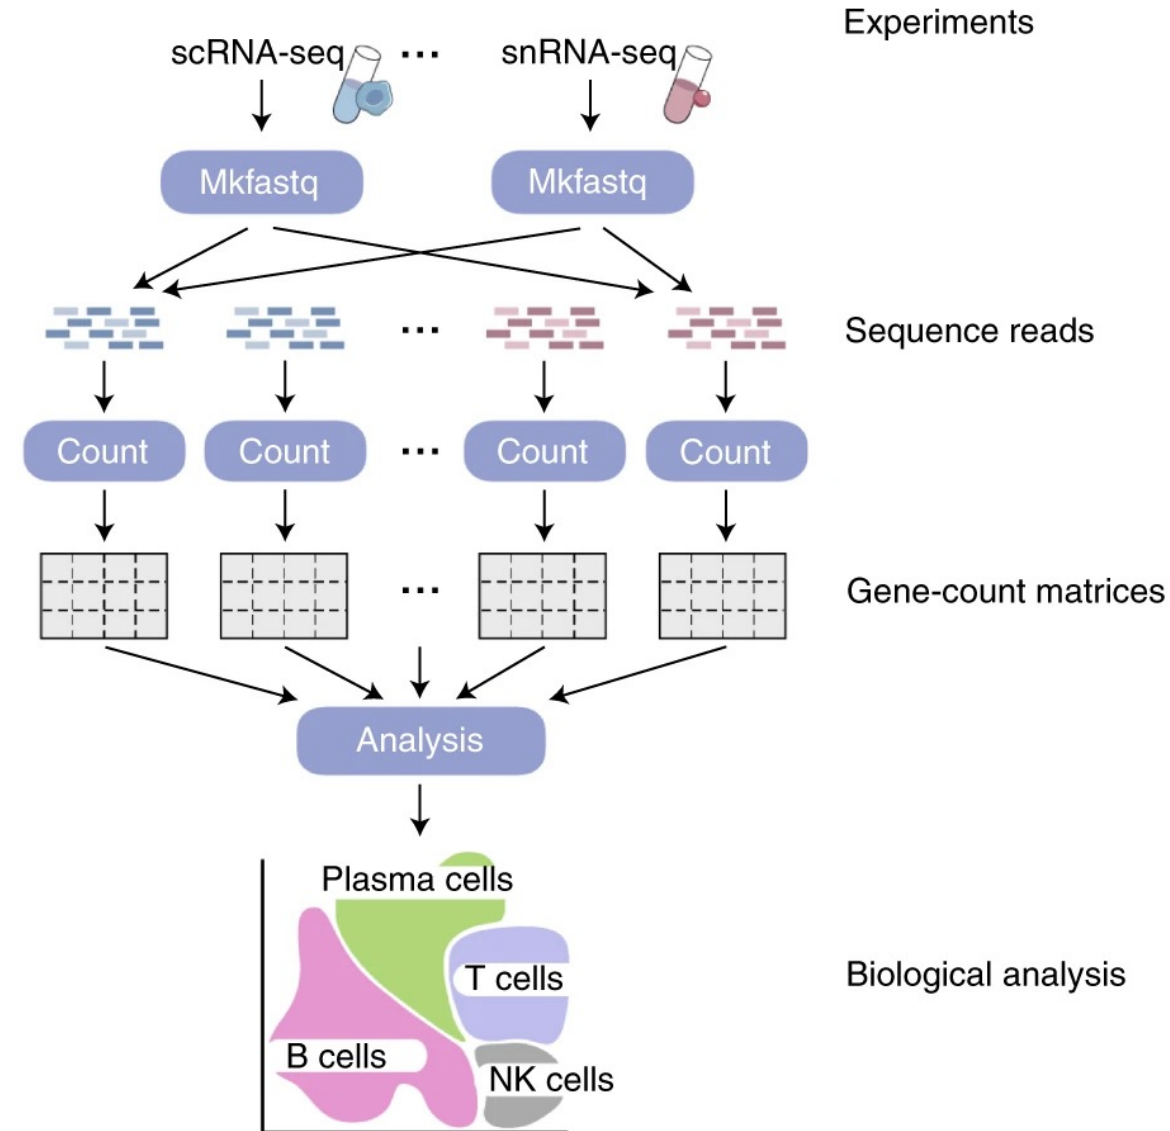 Experiments
scRNA-seq ... snRNA-seq
Mkfastq Mkfastq
... Sequence reads
Count Count ... Count Count
... Gene-count matrices
Analysis
Plasma cells
T cells
Biological analysis
B cells
NK cells